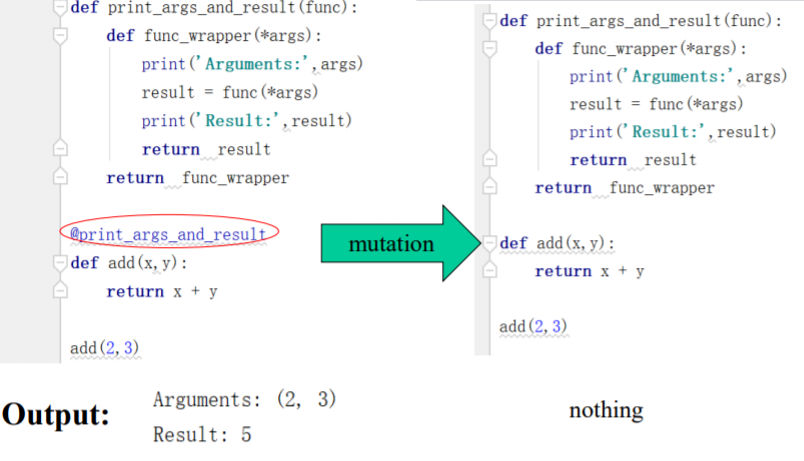 def print_args_and_result(func):
def func_wrapper(*args):
print('Arguments:',args)
result = func(*args)
print('Result:',result)
return  result
return  func_wrapper
@print_args_and_result
def add(x,y):
return x + y
add(2,3)
mutation
def print_args_and_result(func):
def func_wrapper(*args):
print('Arguments:',args)
result = func(*args)
print('Result:',result)
return  result
return  func_wrapper
def add(x,y):
return x + y
add(2,3)
Output:
Arguments: (2, 3)
Result: 5
nothing